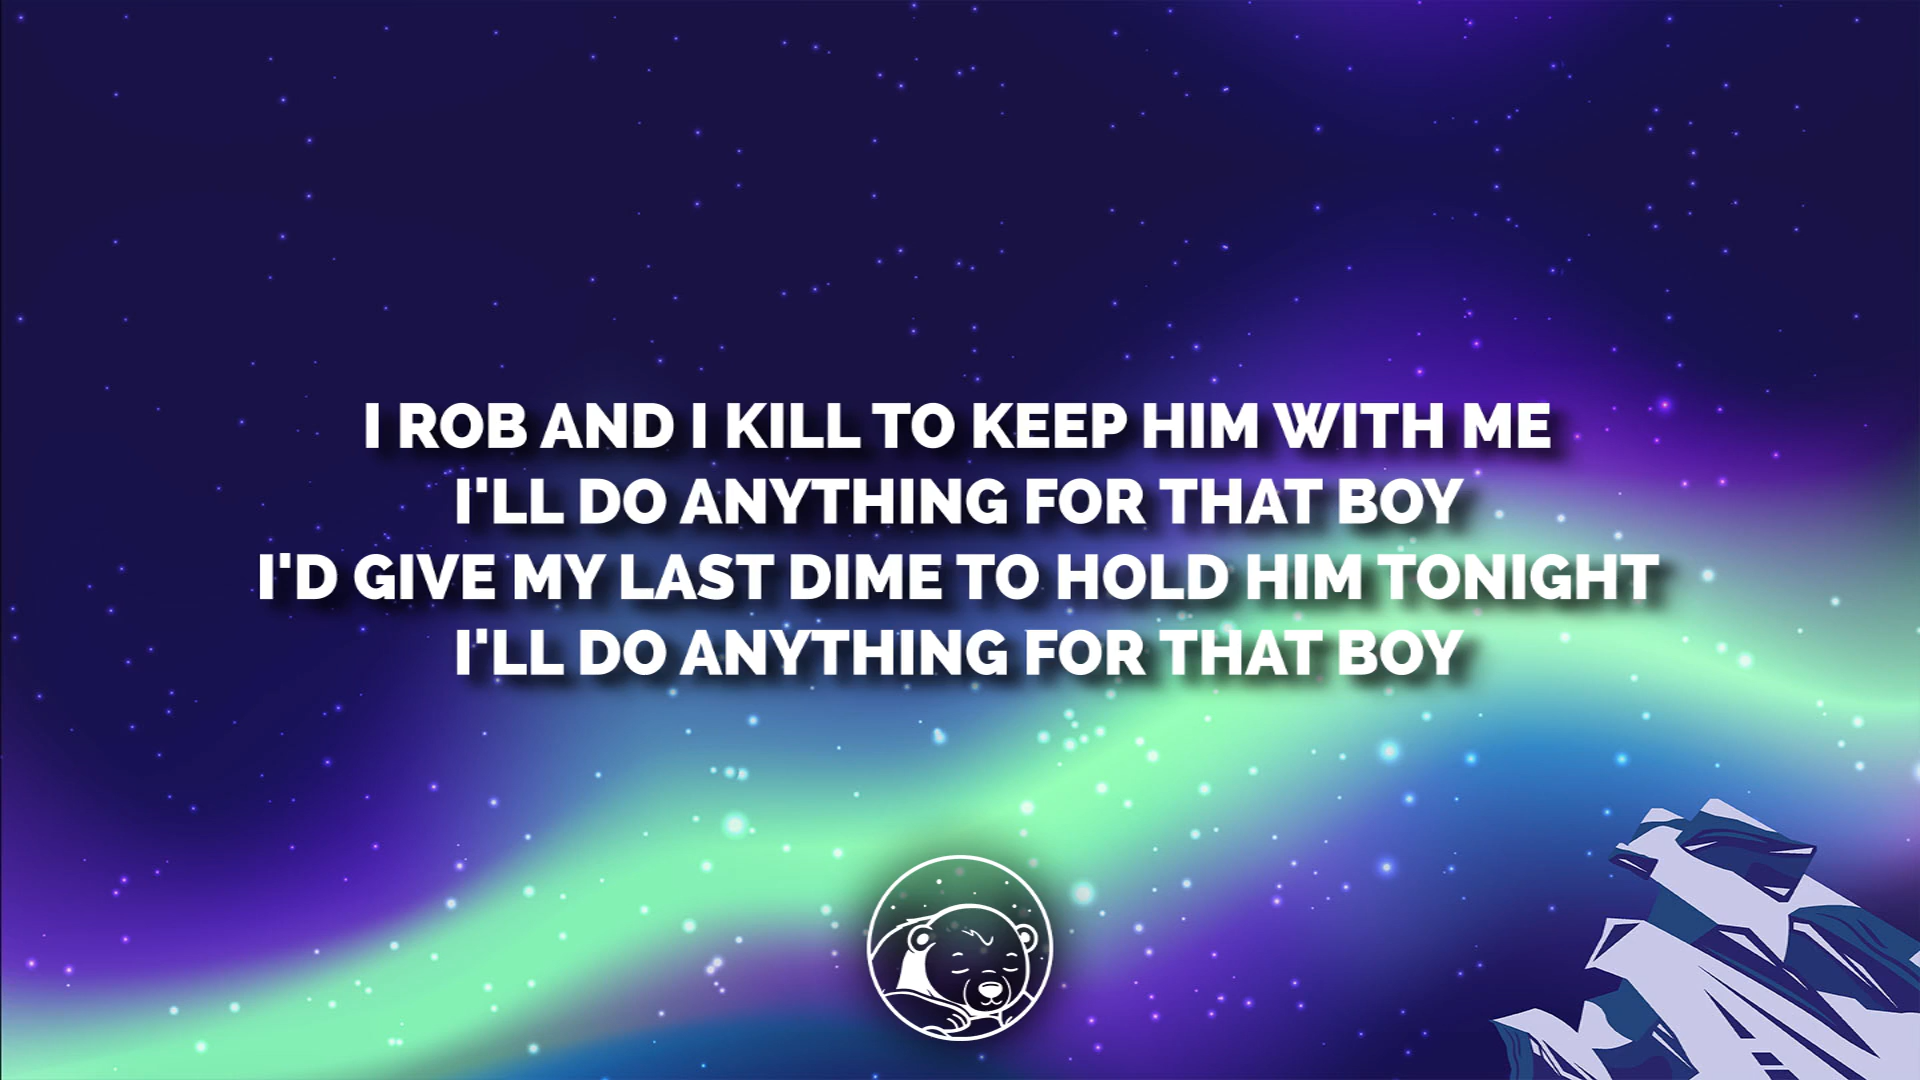 I ROB AND I KILL TO KEEP HIM WITH ME
I'LL DO ANYTHING FOR THAT BOY
I'D GIVE MY LAST DIME TO HOLD HIM TONIGHT
I'LL DO ANYTHING FOR THAT BOY